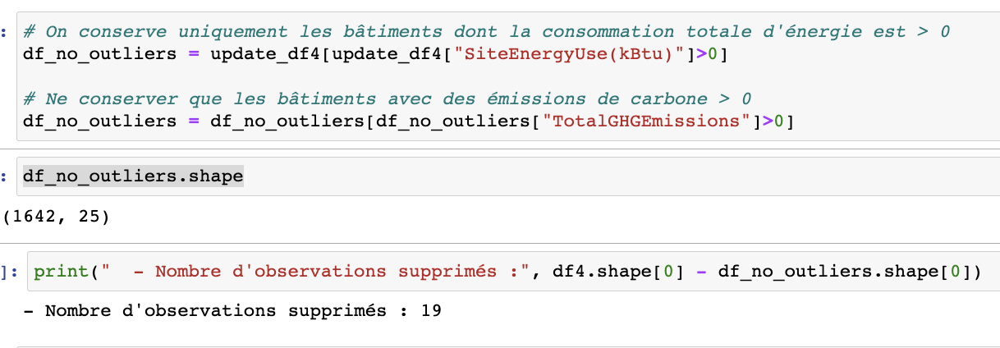 :
# On conserve uniquement les bâtiments dont la consommation totale d'énergie est > 0
df_no_outliers = update_df4[update_df4["SiteEnergyUse(kBtu)"]>0]
# Ne conserver que les bâtiments avec des émissions de carbone > 0
df_no_outliers = df_no_outliers[df_no_outliers["TotalGHGEmissions"]>0]
:
df_no_outliers.shape
(1642, 25)
]:
print("  - Nombre d'observations supprimés :", df4.shape[0] - df_no_outliers.shape[0])
- Nombre d'observations supprimés : 19